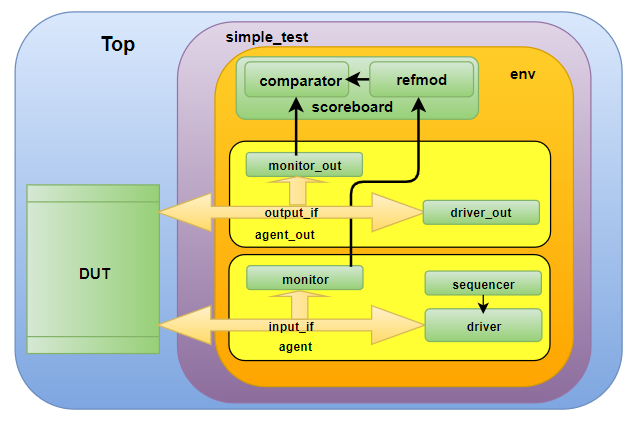 Top
simple_test
env
comparator
refmod
scoreboard
monitor_out
output_if
driver_out
agent_out
DUT
monitor
sequencer
input_if
driver
agent